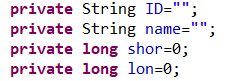 private String ID="";
private String name="";
private long shor=0;
private long lon=0;